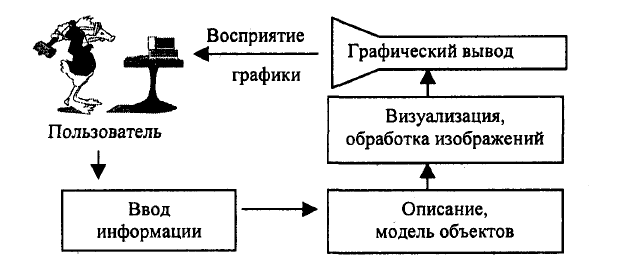 Восприятие
графики
Графический вывод
Пользователь
Визуализация,
обработка изображений
Ввод
информации
Описание,
модель объектов